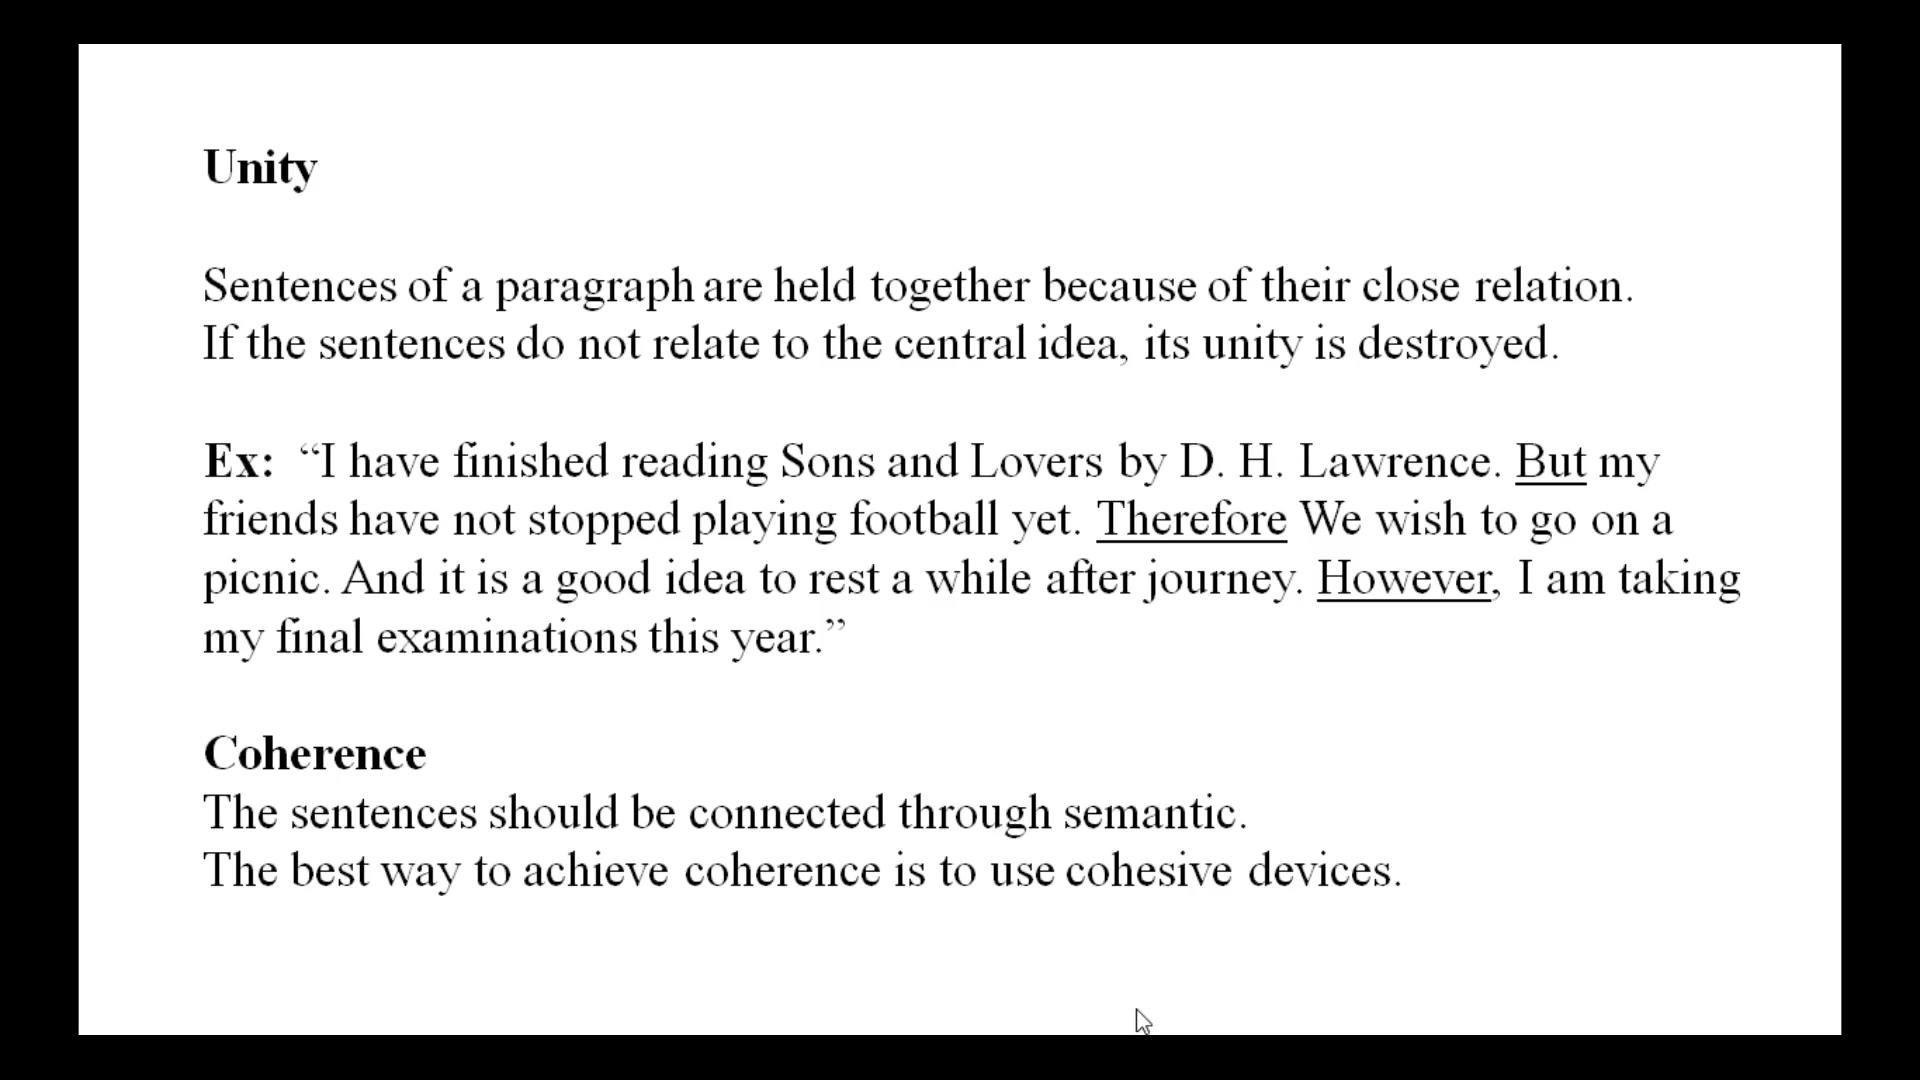 Unity
Sentences of a paragraph are held together because of their close relation.
If the sentences do not relate to the central idea, its unity is destroyed.
Ex: “I have finished reading Sons and Lovers by D. H. Lawrence. But my
friends have not stopped playing football yet. Therefore We wish to go on a
picnic. And it is a good idea to rest a while after journey. However, I am taking
my final examinations this year.”
Coherence
The sentences should be connected through semantic.
The best way to achieve coherence is to use cohesive devices.